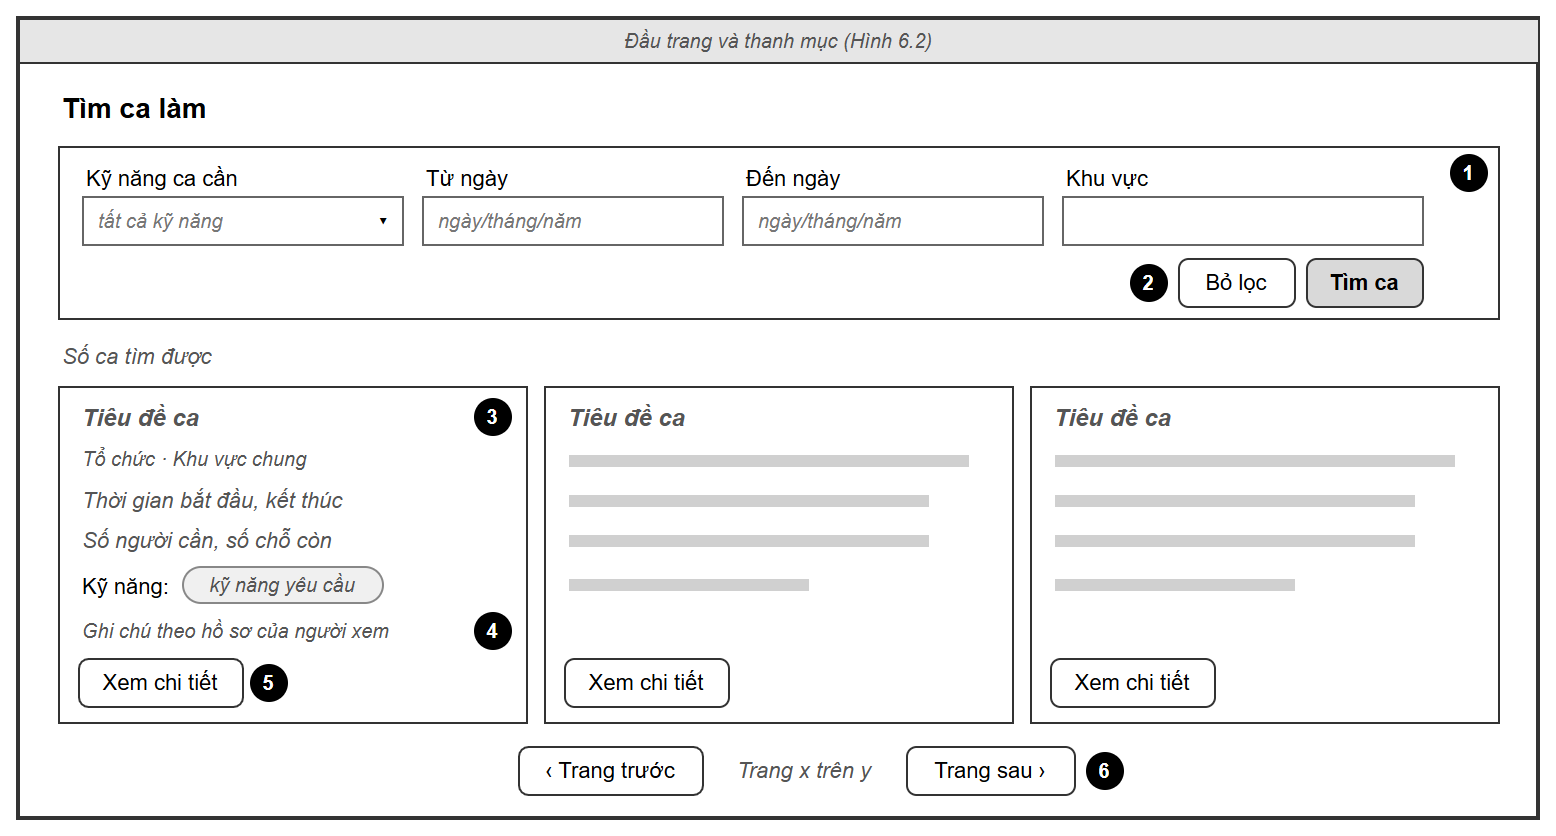 Đầu trang và thanh mục (Hình 6.2)
Tìm ca làm
Kỹ năng ca cần
Từ ngày
Đến ngày
Khu vực
1
tất cả kỹ năng
ngày/tháng/năm
ngày/tháng/năm
2
Bỏ lọc
Tìm ca
Số ca tìm được
Tiêu đề ca
3
Tổ chức · Khu vực chung
Thời gian bắt đầu, kết thúc
Số người cần, số chỗ còn
Kỹ năng: kỹ năng yêu cầu
Ghi chú theo hồ sơ của người xem
4
Xem chi tiết
5
Tiêu đề ca
Xem chi tiết
Tiêu đề ca
Xem chi tiết
‹ Trang trước
Trang x trên y
Trang sau ›
6